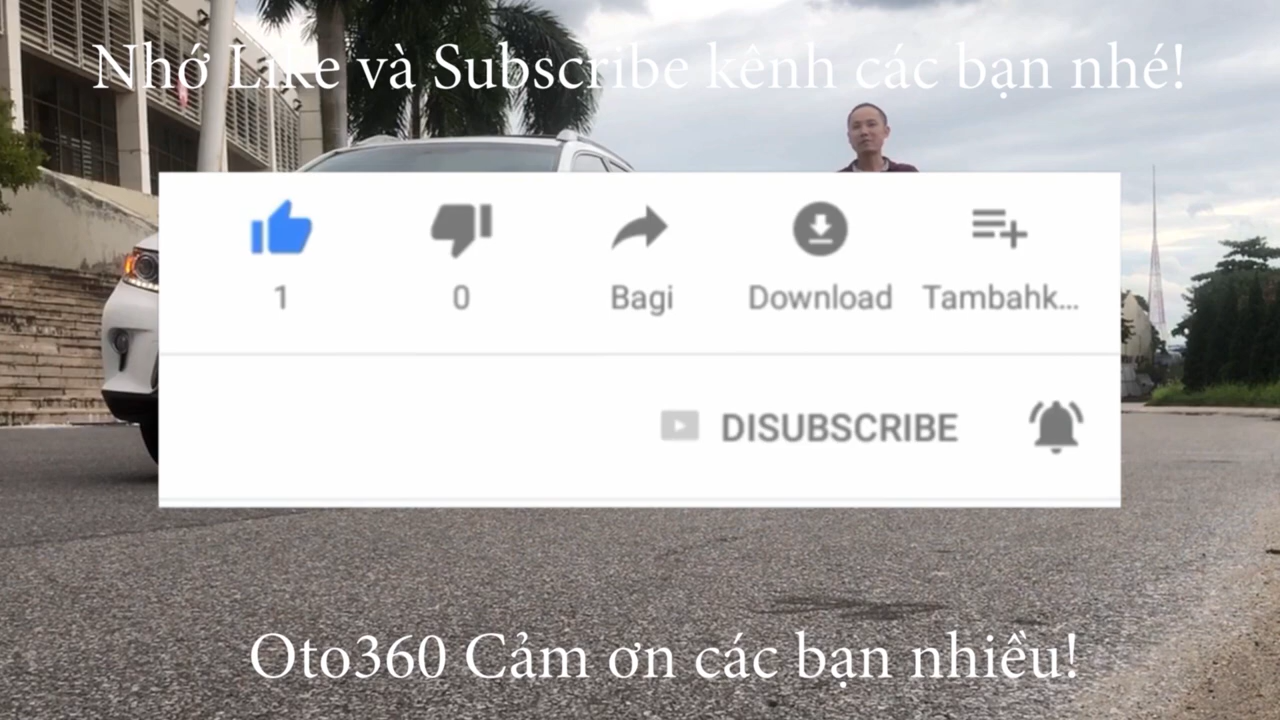 Nhớ Like và Subscribe kênh các bạn nhé!
1 0 Bagi Download Tambahk...
DISUBSCRIBE
Oto360 Cảm ơn các bạn nhiều!